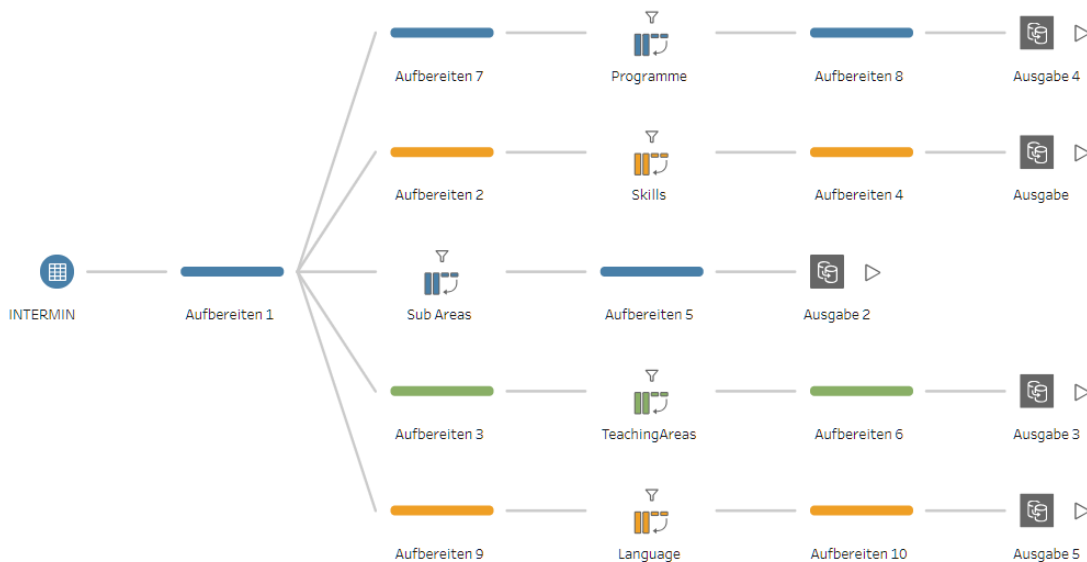 Aufbereiten 7
Programme
Aufbereiten 8
Ausgabe 4
Aufbereiten 2
Skills
Aufbereiten 4
Ausgabe
INTERMIN
Aufbereiten 1
Sub Areas
Aufbereiten 5
Ausgabe 2
Aufbereiten 3
TeachingAreas
Aufbereiten 6
Ausgabe 3
Aufbereiten 9
Language
Aufbereiten 10
Ausgabe 5